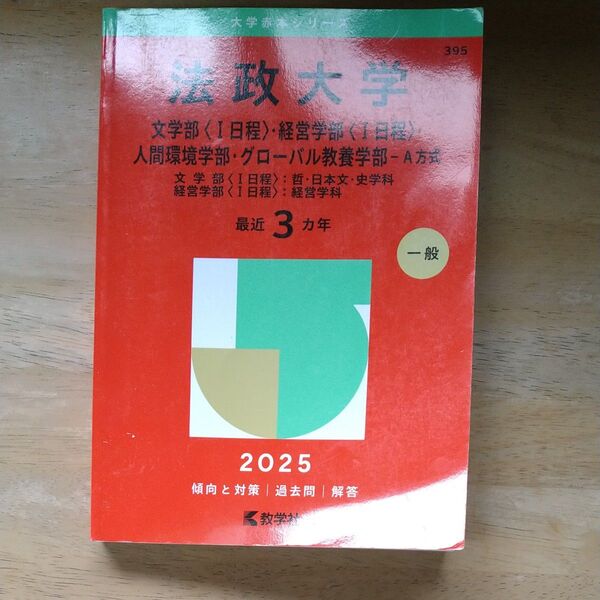 大学赤本シリーズ
395
法政大学
文学部〈Ⅰ日程〉・経営学部〈Ⅰ日程〉・
人間環境学部・グローバル教養学部－A方式
文学部〈Ⅰ日程〉：哲・日本文・史学科
経営学部〈Ⅰ日程〉：経営学科
最近3カ年
一般
2025
傾向と対策｜過去問｜解答
教学社